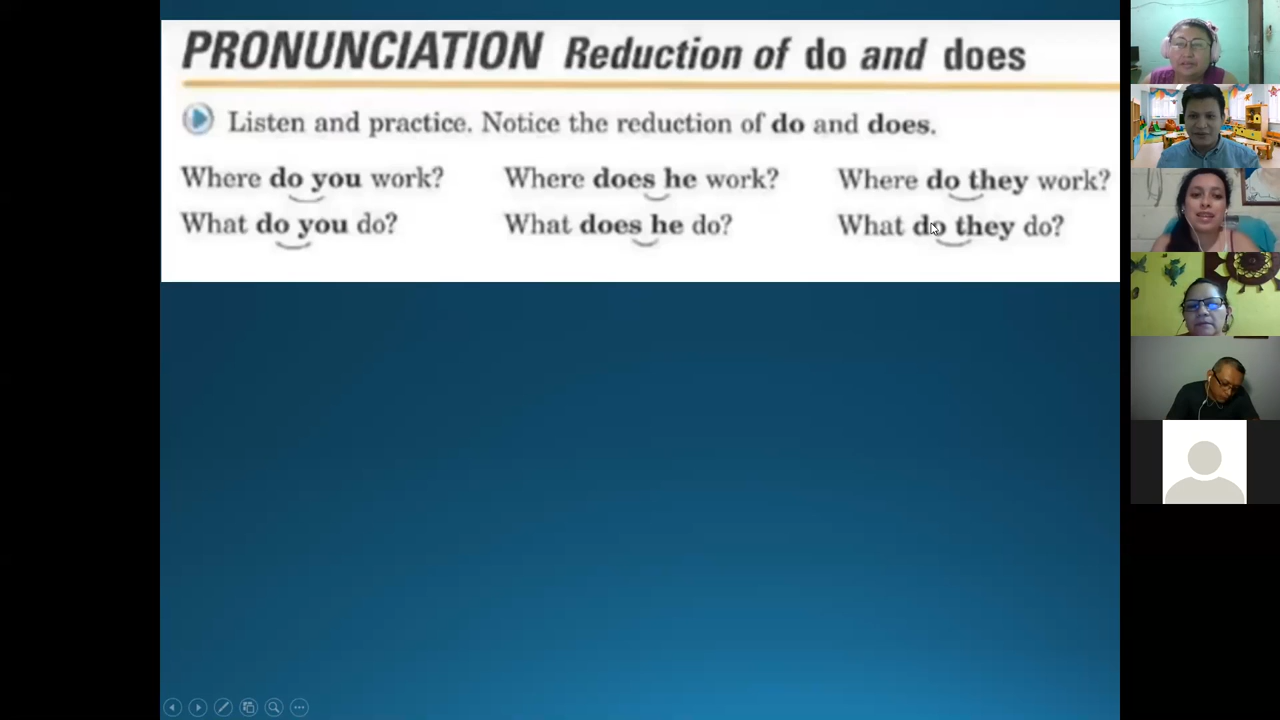 PRONUNCIATION Reduction of do and does
Listen and practice. Notice the reduction of do and does.
Where do you work? Where does he work? Where do they work?
What do you do? What does he do? What do they do?